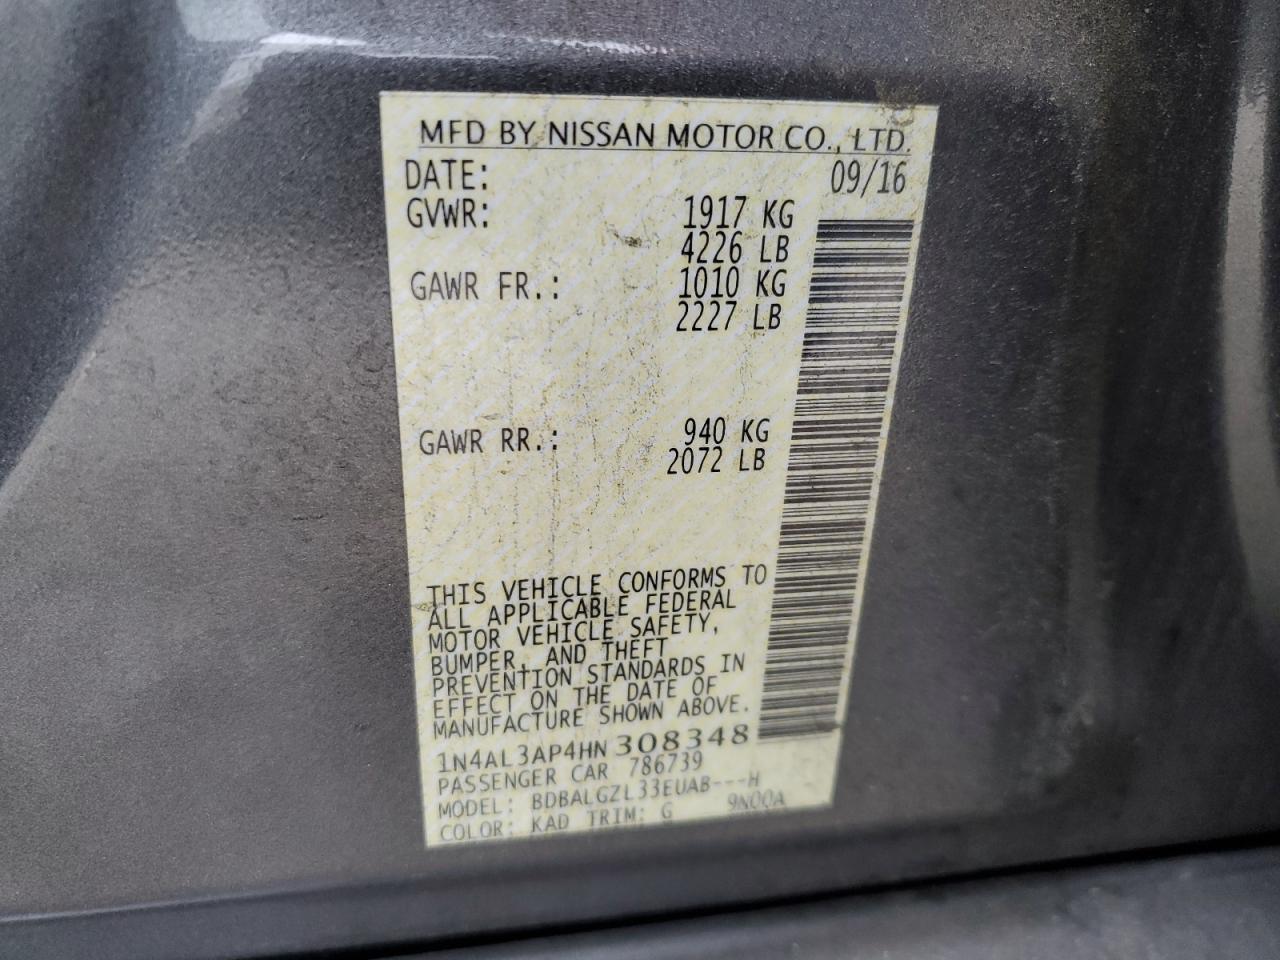 MFD BY NISSAN MOTOR CO., LTD.
DATE: 09/16
GVWR: 1917 KG
4226 LB
GAWR FR.: 1010 KG
2227 LB
GAWR RR.: 940 KG
2072 LB
THIS VEHICLE CONFORMS TO
ALL APPLICABLE FEDERAL
MOTOR VEHICLE SAFETY,
BUMPER, AND THEFT
PREVENTION STANDARDS IN
EFFECT ON THE DATE OF
MANUFACTURE SHOWN ABOVE.
1N4AL3AP4HN308348
PASSENGER CAR 786739
MODEL: BDBALGZL33EUAB---H
COLOR: KAD TRIM: G 9N00A